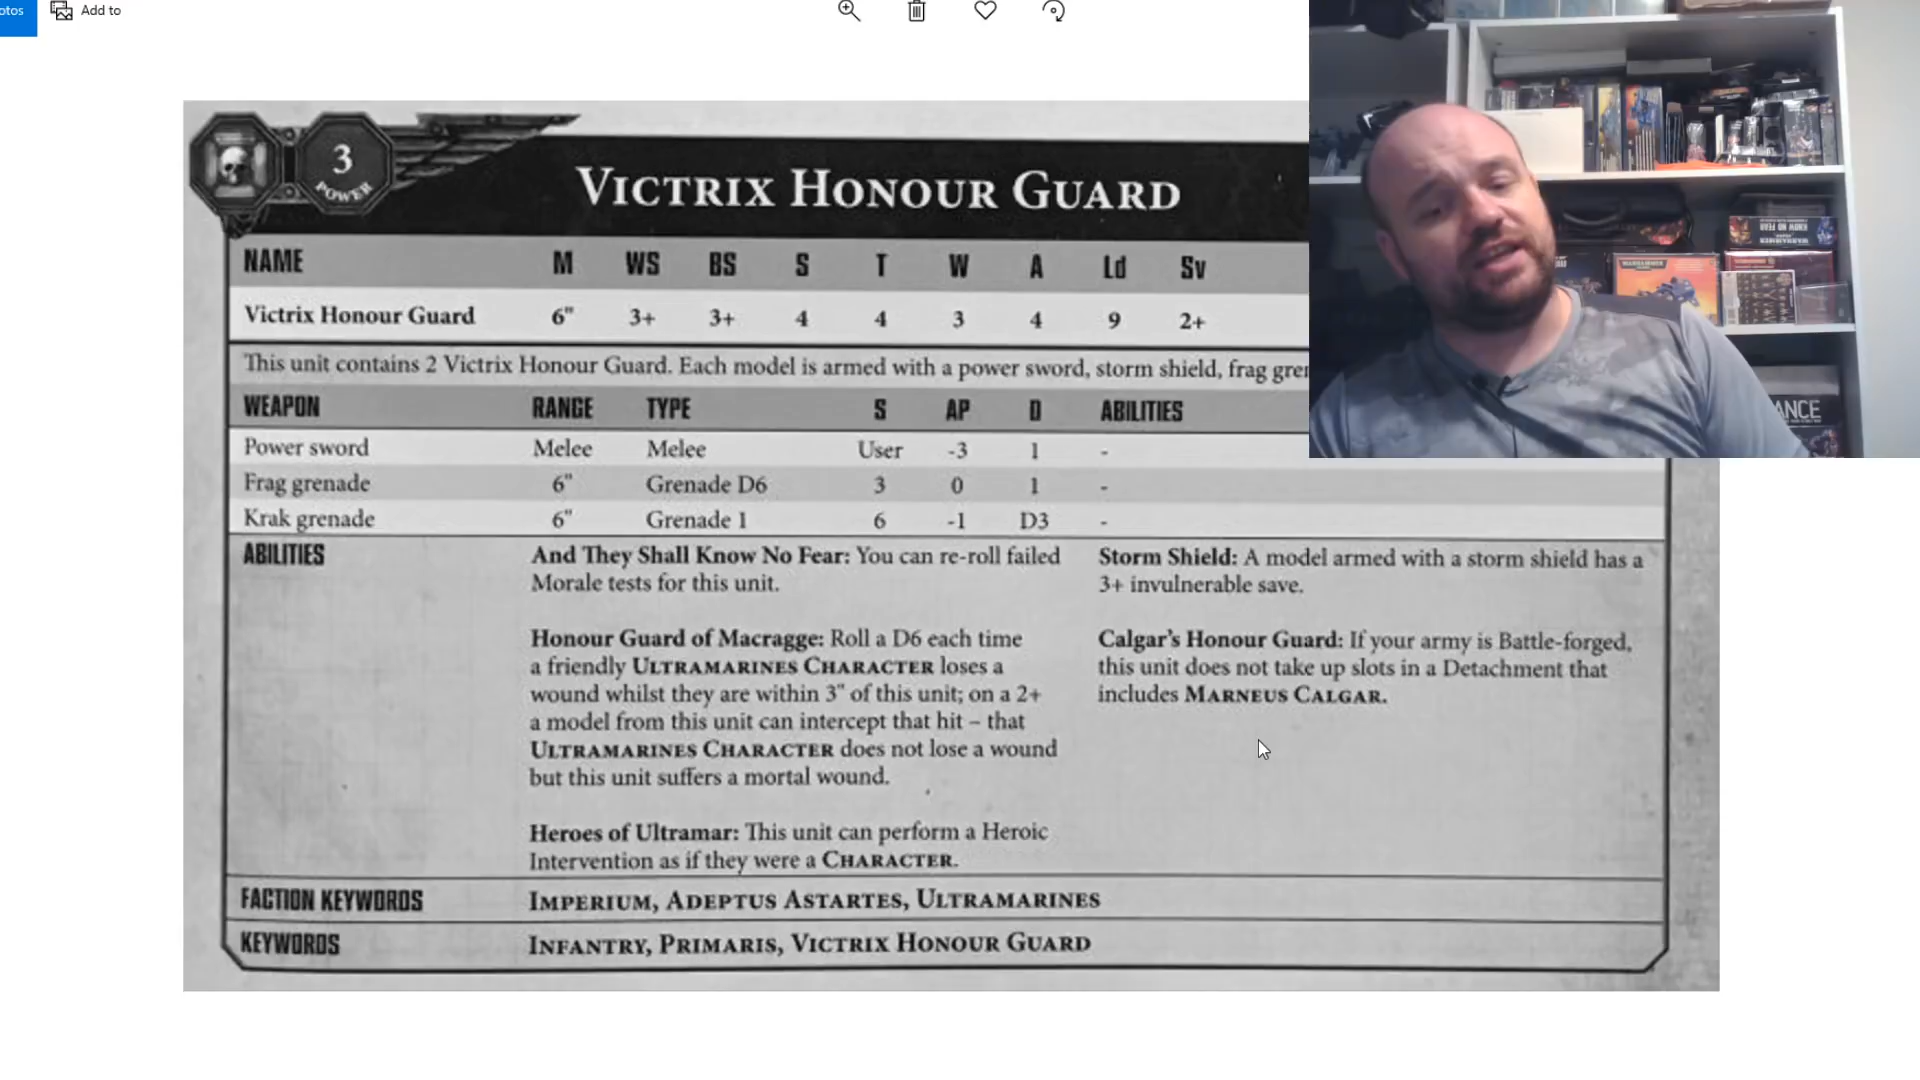 otos
Add to
3
POWER
VICTRIX HONOUR GUARD
NAME M WS BS S T W A Ld Sv
Victrix Honour Guard 6" 3+ 3+ 4 4 3 4 9 2+
This unit contains 2 Victrix Honour Guard. Each model is armed with a power sword, storm shield, frag
WEAPON RANGE TYPE S AP D ABILITIES
Power sword Melee Melee User -3 1 -
Frag grenade 6" Grenade D6 3 0 1 -
Krak grenade 6" Grenade 1 6 -1 D3 -
ABILITIES
And They Shall Know No Fear: You can re-roll failed
Morale tests for this unit.
Honour Guard of Macragge: Roll a D6 each time
a friendly ULTRAMARINES CHARACTER loses a
wound whilst they are within 3" of this unit; on a 2+
a model from this unit can intercept that hit – that
ULTRAMARINES CHARACTER does not lose a wound
but this unit suffers a mortal wound.
Heroes of Ultramar: This unit can perform a Heroic
Intervention as if they were a CHARACTER.
Storm Shield: A model armed with a storm shield has a
3+ invulnerable save.
Calgar's Honour Guard: If your army is Battle-forged,
this unit does not take up slots in a Detachment that
includes MARNEUS CALGAR.
FACTION KEYWORDS IMPERIUM, ADEPTUS ASTARTES, ULTRAMARINES
KEYWORDS INFANTRY, PRIMARIS, VICTRIX HONOUR GUARD
KNOW NO FEAR
WARHAMMER
ANCE